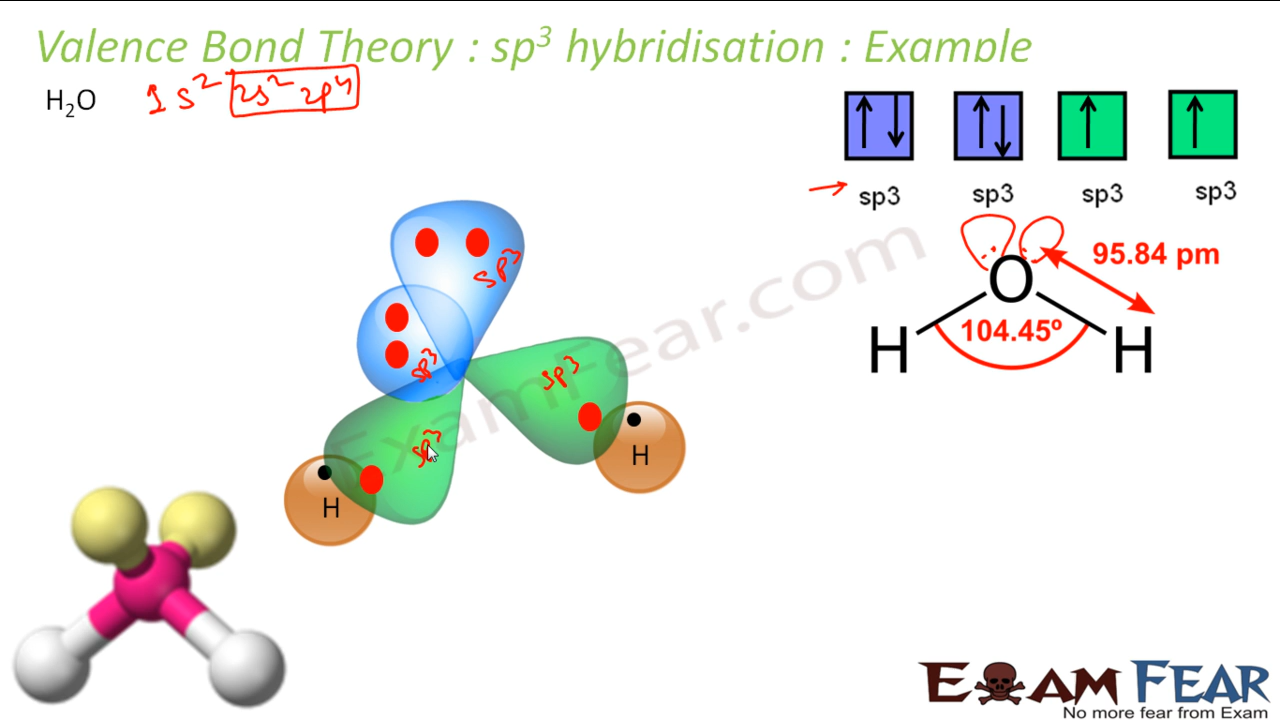 Valence Bond Theory : sp³ hybridisation : Example
H₂O 1s² 2s² 2p⁴
sp3 sp3 sp3 sp3
sp3
sp3
sp3
sp3
95.84 pm
O
104.45º
H H
H
H
ExamFear.com
EXAM FEAR
No more fear from Exam